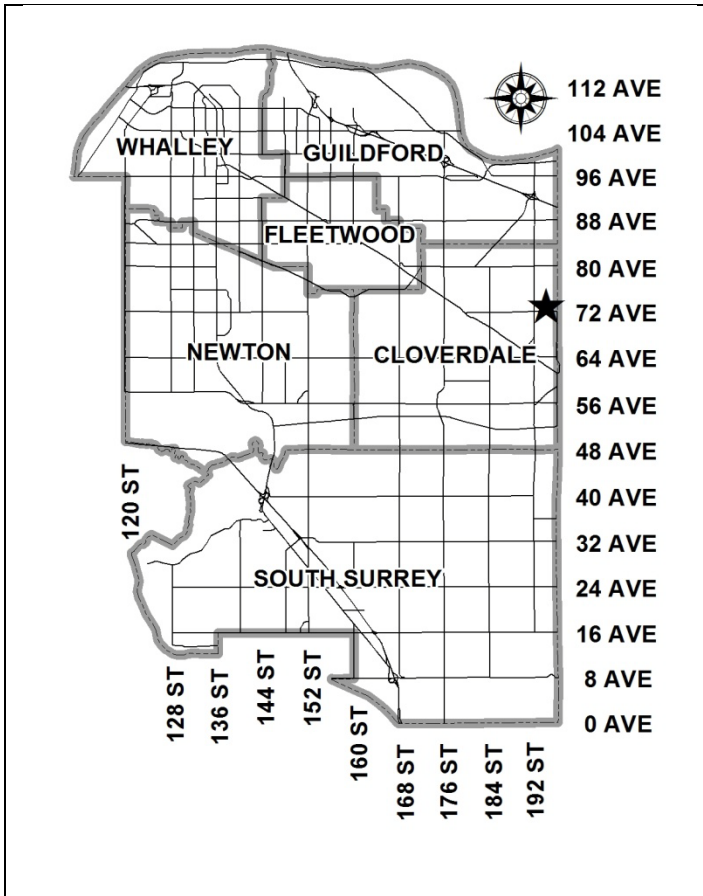 112 AVE
104 AVE
WHALLEY
GUILDFORD
96 AVE
88 AVE
FLEETWOOD
80 AVE
72 AVE
NEWTON
CLOVERDALE
64 AVE
56 AVE
48 AVE
120 ST
40 AVE
32 AVE
SOUTH SURREY
24 AVE
16 AVE
8 AVE
0 AVE
128 ST
136 ST
144 ST
152 ST
160 ST
168 ST
176 ST
184 ST
192 ST